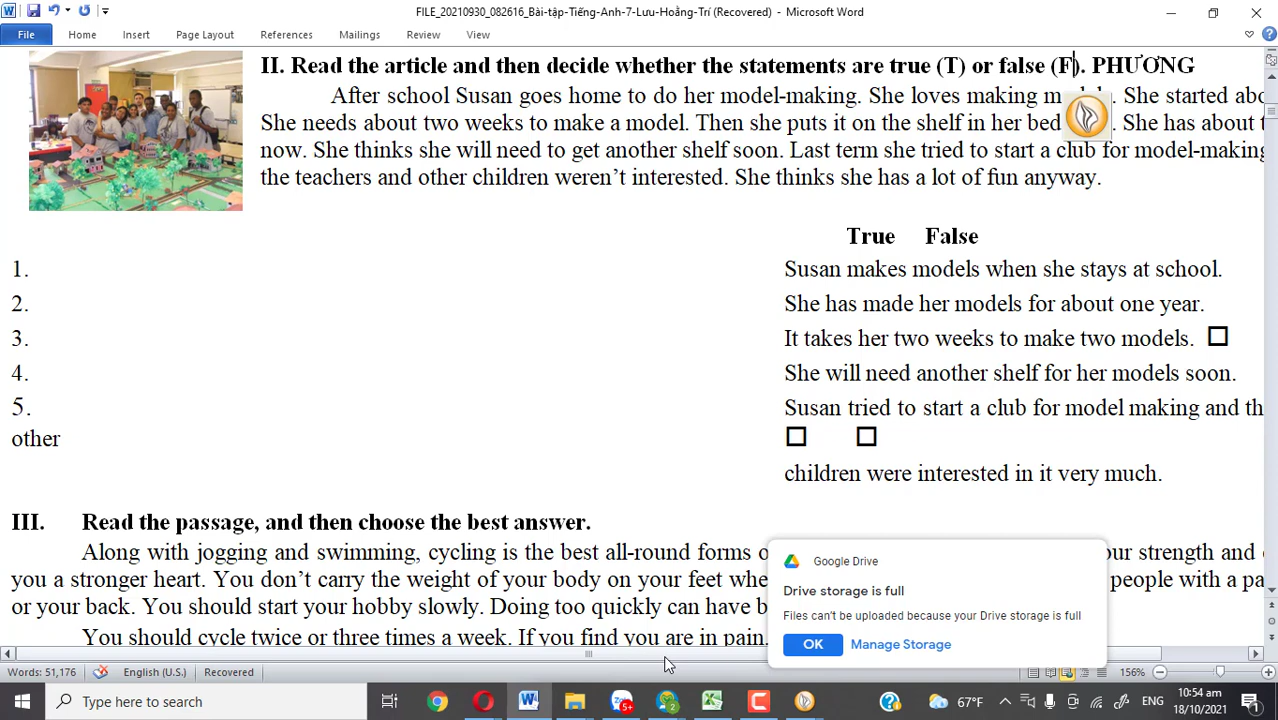 FILE_20210930_082616_Bài-tập-Tiếng-Anh-7-Lưu-Hoằng-Trí (Recovered) - Microsoft Word
File Home Insert Page Layout References Mailings Review View
II. Read the article and then decide whether the statements are true (T) or false (F). PHƯƠNG
After school Susan goes home to do her model-making. She loves making . She started
She needs about two weeks to make a model. Then she puts it on the shelf in her bed . She has about
now. She thinks she will need to get another shelf soon. Last term she tried to start a club for model-making
the teachers and other children weren't interested. She thinks she has a lot of fun anyway.
True False
1. Susan makes models when she stays at school.
2. She has made her models for about one year.
3. It takes her two weeks to make two models.
4. She will need another shelf for her models soon.
5. Susan tried to start a club for model making and
other
children were interested in it very much.
III. Read the passage, and then choose the best answer.
Along with jogging and swimming, cycling is the best all-round forms strength and
you a stronger heart. You don't carry the weight of your body on your feet people with a
or your back. You should start your hobby slowly. Doing too quickly can have
You should cycle twice or three times a week. If you find you are in pain,
Google Drive
Drive storage is full
Files can't be uploaded because your Drive storage is full
OK Manage Storage
Words: 51,176 English (U.S.) Recovered 156%
Type here to search 5+ 2 67°F ENG 10:54 am
18/10/2021 1